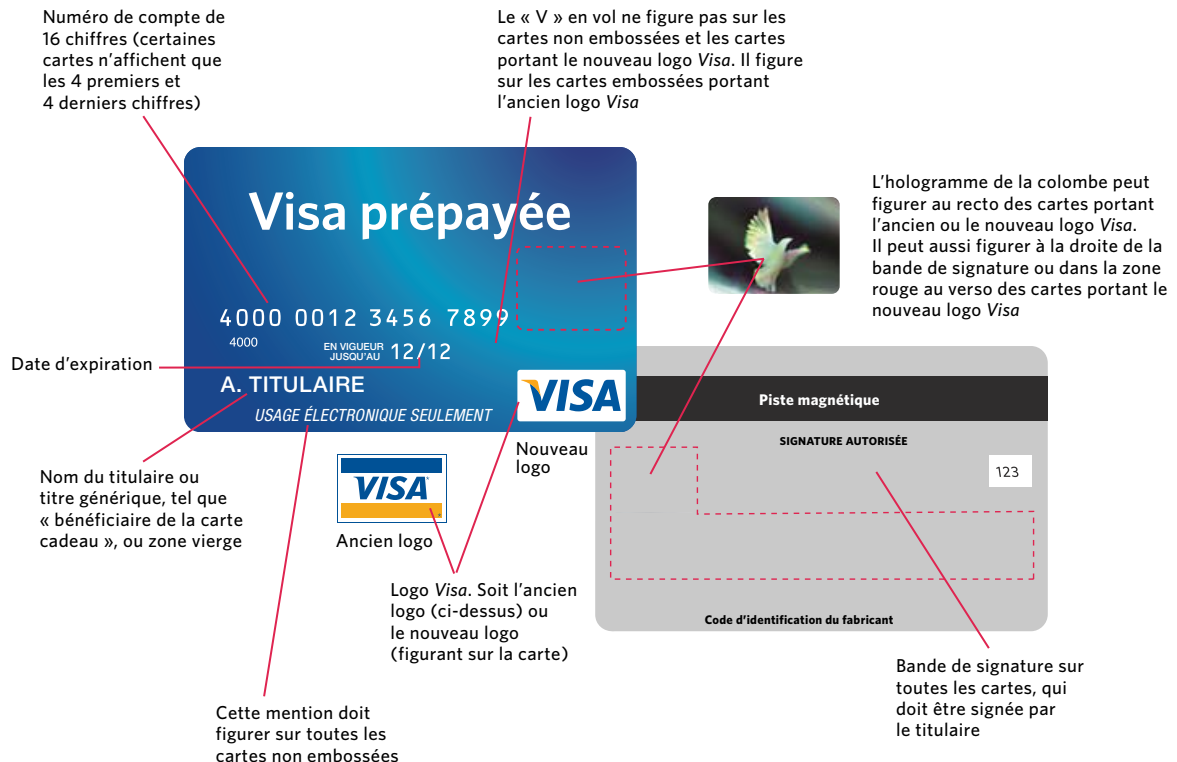 Numéro de compte de
16 chiffres (certaines
cartes n’affichent que
les 4 premiers et
4 derniers chiffres)
Le « V » en vol ne figure pas sur les
cartes non embossées et les cartes
portant le nouveau logo Visa. Il figure
sur les cartes embossées portant
l’ancien logo Visa
Visa prépayée
4000 0012 3456 7899
4000
EN VIGUEUR
JUSQU'AU 12/12
A. TITULAIRE
USAGE ÉLECTRONIQUE SEULEMENT
VISA
L’hologramme de la colombe peut
figurer au recto des cartes portant
l’ancien ou le nouveau logo Visa.
Il peut aussi figurer à la droite de la
bande de signature ou dans la zone
rouge au verso des cartes portant le
nouveau logo Visa
Date d’expiration
Piste magnétique
SIGNATURE AUTORISÉE
123
Code d’identification du fabricant
Nouveau
logo
VISA
Ancien logo
Nom du titulaire ou
titre générique, tel que
« bénéficiaire de la carte
cadeau », ou zone vierge
Logo Visa. Soit l’ancien
logo (ci-dessus) ou
le nouveau logo
(figurant sur la carte)
Bande de signature sur
toutes les cartes, qui
doit être signée par
le titulaire
Cette mention doit
figurer sur toutes les
cartes non embossées